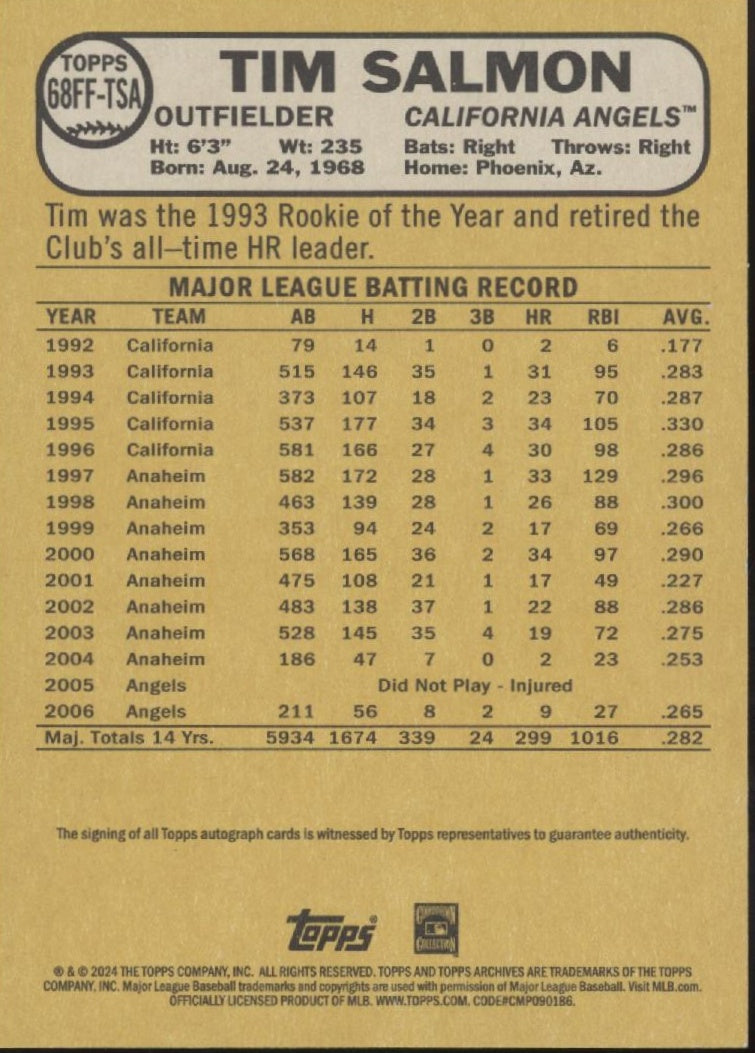 TOPPS
68FF-TSA
TIM SALMON
OUTFIELDER CALIFORNIA ANGELS™
Ht: 6'3" Wt: 235 Bats: Right Throws: Right
Born: Aug. 24, 1968 Home: Phoenix, Az.
Tim was the 1993 Rookie of the Year and retired the
Club's all–time HR leader.
MAJOR LEAGUE BATTING RECORD
YEAR TEAM AB H 2B 3B HR RBI AVG.
1992 California 79 14 1 0 2 6 .177
1993 California 515 146 35 1 31 95 .283
1994 California 373 107 18 2 23 70 .287
1995 California 537 177 34 3 34 105 .330
1996 California 581 166 27 4 30 98 .286
1997 Anaheim 582 172 28 1 33 129 .296
1998 Anaheim 463 139 28 1 26 88 .300
1999 Anaheim 353 94 24 2 17 69 .266
2000 Anaheim 568 165 36 2 34 97 .290
2001 Anaheim 475 108 21 1 17 49 .227
2002 Anaheim 483 138 37 1 22 88 .286
2003 Anaheim 528 145 35 4 19 72 .275
2004 Anaheim 186 47 7 0 2 23 .253
2005 Angels Did Not Play - Injured
2006 Angels 211 56 8 2 9 27 .265
Maj. Totals 14 Yrs. 5934 1674 339 24 299 1016 .282
The signing of all Topps autograph cards is witnessed by Topps representatives to guarantee authenticity.
topps®
COOPERSTOWN
COLLECTION
® & © 2024 THE TOPPS COMPANY, INC. ALL RIGHTS RESERVED. TOPPS AND TOPPS ARCHIVES ARE TRADEMARKS OF THE TOPPS
COMPANY, INC. Major League Baseball trademarks and copyrights are used with permission of Major League Baseball. Visit MLB.com.
OFFICIALLY LICENSED PRODUCT OF MLB. WWW.TOPPS.COM. CODE#CMP090186.